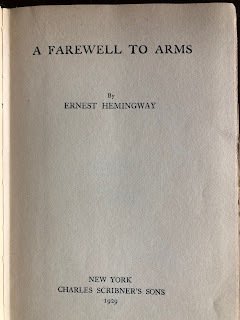 A FAREWELL TO ARMS
By
ERNEST HEMINGWAY
NEW YORK
CHARLES SCRIBNER'S SONS
1929